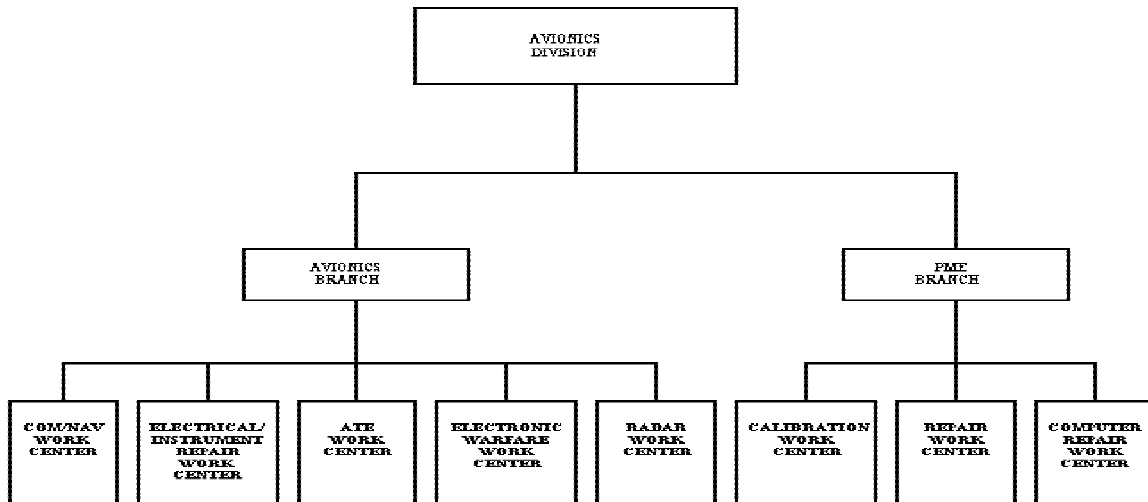 AVIONICS
DIVISION
AVIONICS
BRANCH
PME
BRANCH
COM/NAV
WORK
CENTER
ELECTRICAL/
INSTRUMENT
REPAIR
WORK
CENTER
ATE
WORK
CENTER
ELECTRONIC
WARFARE
WORK
CENTER
RADAR
WORK
CENTER
CALIBRATION
WORK
CENTER
REPAIR
WORK
CENTER
COMPUTER
REPAIR
WORK
CENTER